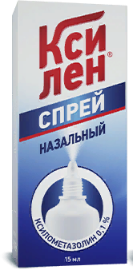 Кси
лен®
СПРЕЙ
НАЗАЛЬНЫЙ
КСИЛОМЕТАЗОЛИН 0,1 %
15 мл